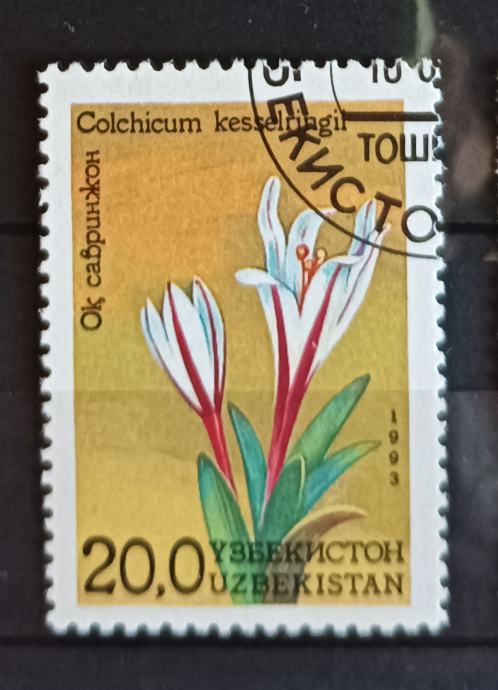 Colchicum kesselringii
Оқ савринжон
ТОШ
ЕКИСТО
1993
20,0
ЎЗБЕКИСТОН
UZBEKISTAN